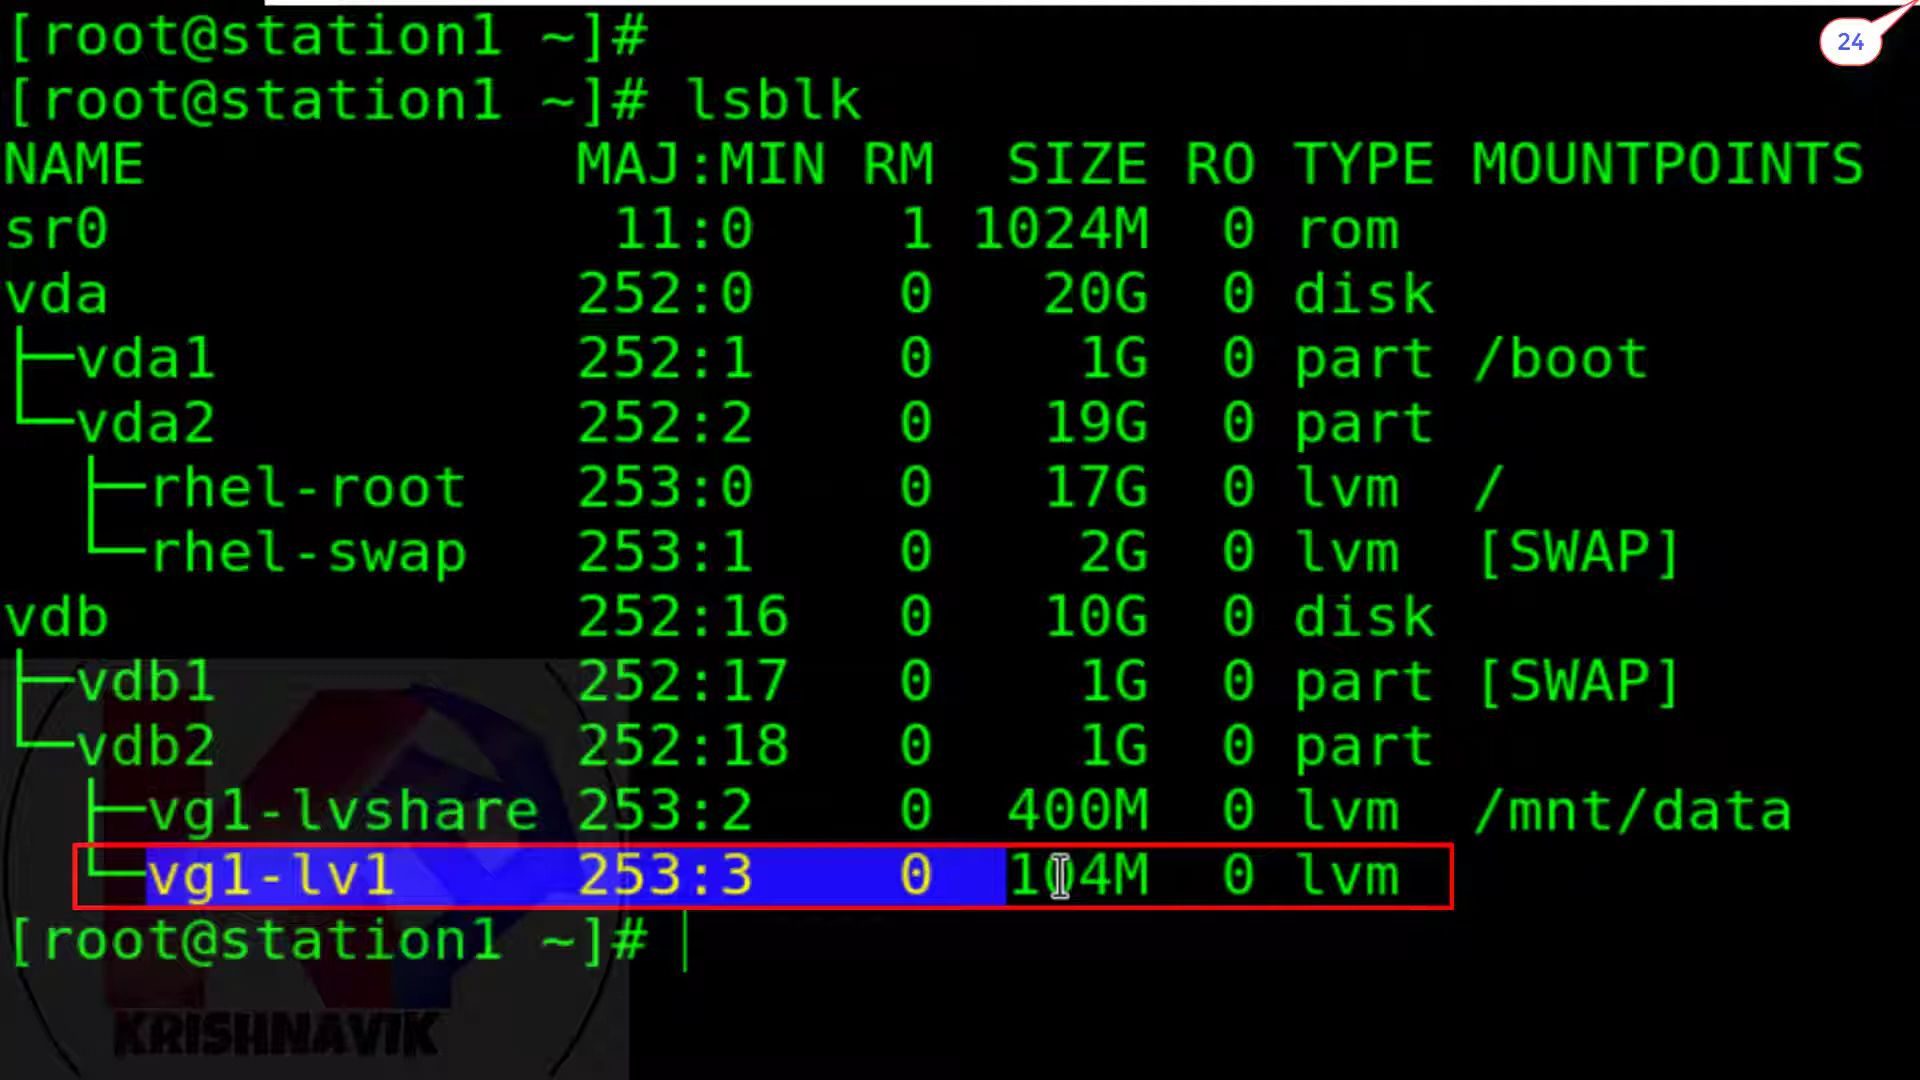 [root@station1 ~]#
24
[root@station1 ~]# lsblk
NAME MAJ:MIN RM SIZE RO TYPE MOUNTPOINTS
sr0 11:0 1 1024M 0 rom
vda 252:0 0 20G 0 disk
├─vda1 252:1 0 1G 0 part /boot
└─vda2 252:2 0 19G 0 part
├─rhel-root 253:0 0 17G 0 lvm /
└─rhel-swap 253:1 0 2G 0 lvm [SWAP]
vdb 252:16 0 10G 0 disk
├─vdb1 252:17 0 1G 0 part [SWAP]
└─vdb2 252:18 0 1G 0 part
├─vg1-lvshare 253:2 0 400M 0 lvm /mnt/data
└─vg1-lv1 253:3 0 104M 0 lvm
[root@station1 ~]#
KRISHNAVIK